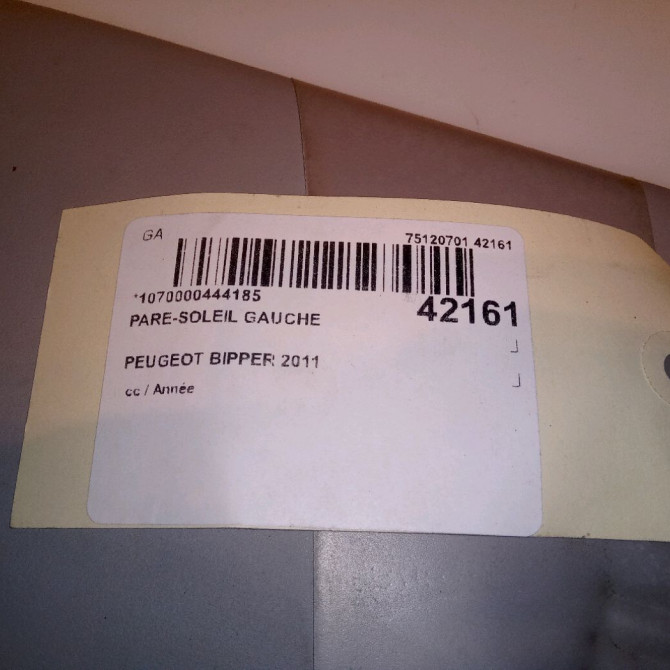 GA
75120701 42161
*1070000444185
42161
PARE-SOLEIL GAUCHE
PEUGEOT BIPPER 2011
cc / Année